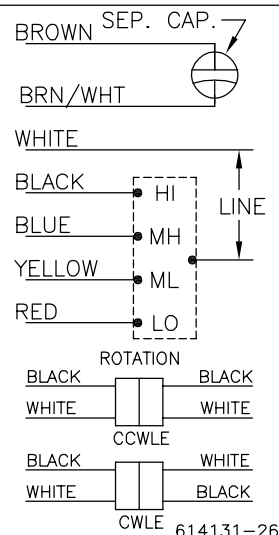 SEP. CAP.
BROWN
BRN/WHT
WHITE
BLACK HI
LINE
BLUE MH
YELLOW ML
RED LO
ROTATION
BLACK BLACK
WHITE WHITE
CCWLE
BLACK WHITE
WHITE BLACK
CWLE
614131-26